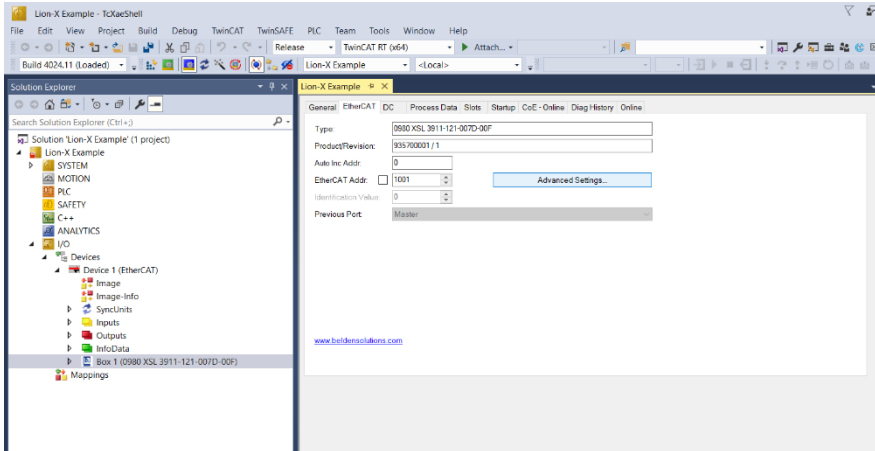 Lion-X Example - TcXaeShell
File Edit View Project Build Debug TwinCAT TwinSAFE PLC Team Tools Window Help
Release TwinCAT RT (x64) Attach...
Build 4024.11 (Loaded) Lion-X Example <Local>
Solution Explorer
Search Solution Explorer (Ctrl+;)
Solution 'Lion-X Example' (1 project)
Lion-X Example
SYSTEM
MOTION
PLC
SAFETY
C++
ANALYTICS
I/O
Devices
Device 1 (EtherCAT)
Image
Image-Info
SyncUnits
Inputs
Outputs
InfoData
Box 1 (0980 XSL 3911-121-007D-00F)
Mappings
Lion-X Example
General EtherCAT DC Process Data Slots Startup CoE - Online Diag History Online
Type: 0980 XSL 3911-121-007D-00F
Product/Revision: 935700001 / 1
Auto Inc Addr: 0
EtherCAT Addr: 1001 Advanced Settings...
Identification Value: 0
Previous Port: Master
www.beldensolutions.com